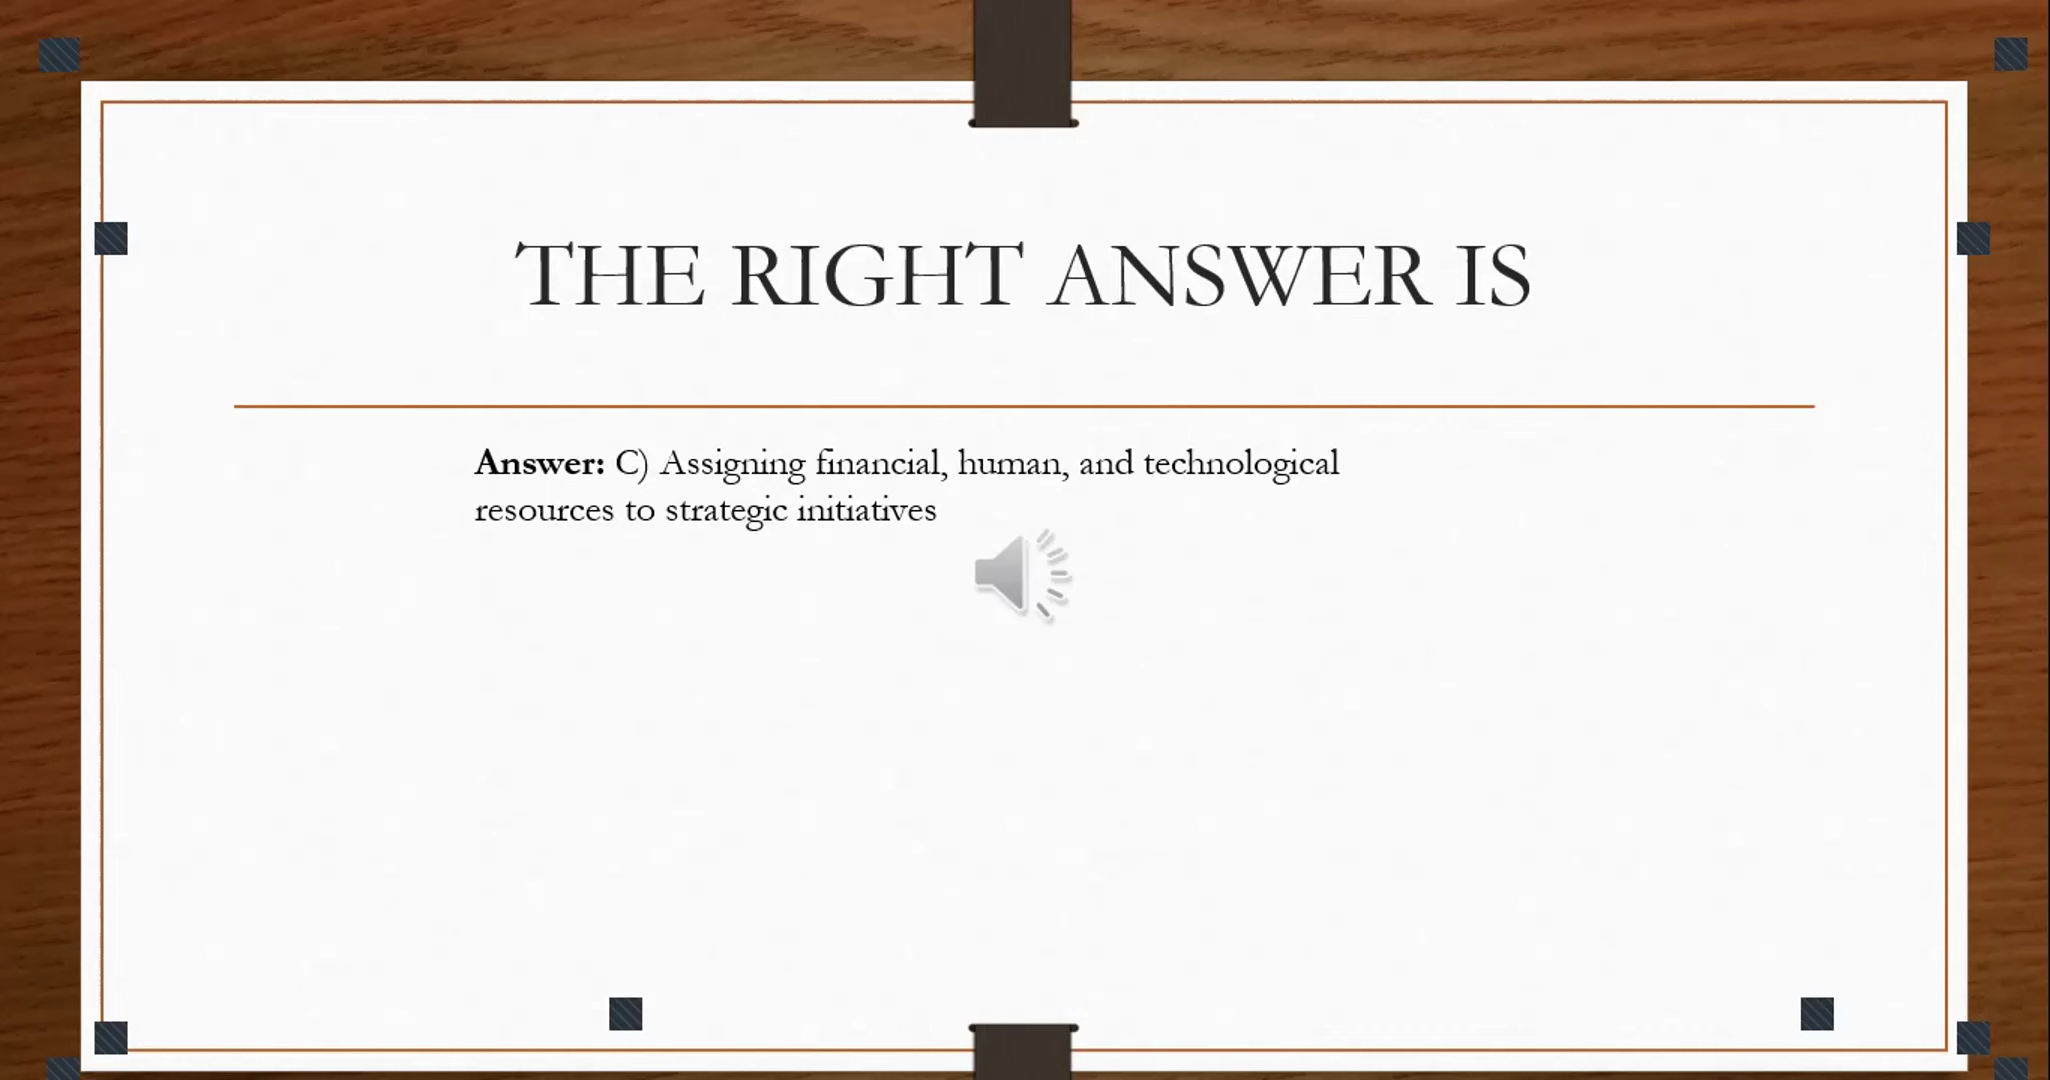 THE RIGHT ANSWER IS
Answer: C) Assigning financial, human, and technological
resources to strategic initiatives